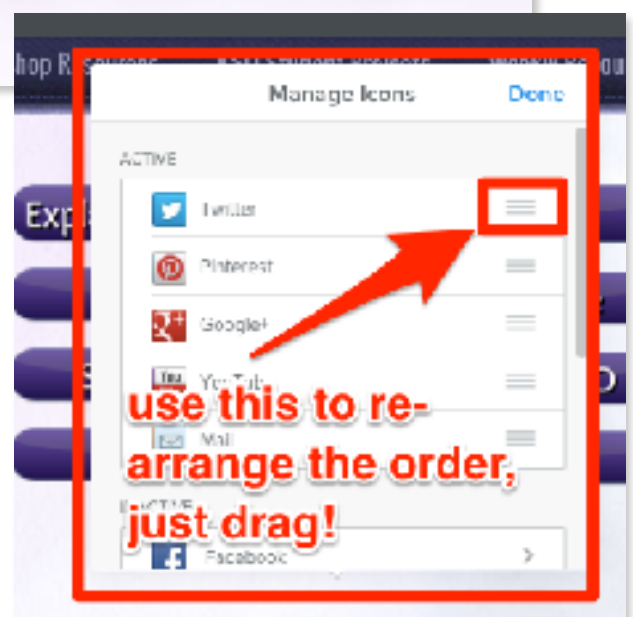 Manage Icons Done
ACTIVE
Twitter
Pinterest
Google+
YouTube
use this to re-
Mail
arrange the order,
just drag!
Facebook